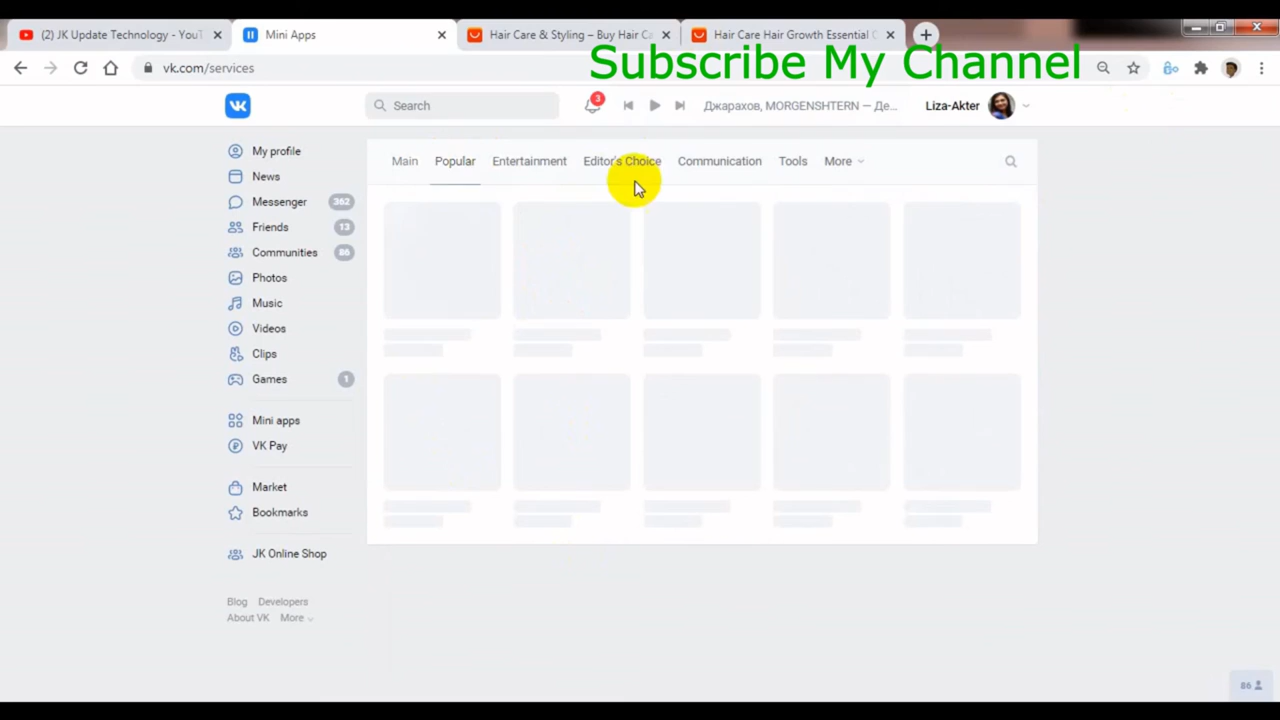 (2) JK Update Technology - YouT
Mini Apps
Hair Care & Styling – Buy Hair Ca
Hair Care Hair Growth Essential O
Subscribe My Channel
vk.com/services
Search
3
Джарахов, MORGENSHTERN — Де...
Liza-Akter
My profile
News
Messenger 362
Friends 13
Communities 86
Photos
Music
Videos
Clips
Games 1
Mini apps
VK Pay
Market
Bookmarks
JK Online Shop
Blog Developers
About VK More
Main Popular Entertainment Editor's Choice Communication Tools More
86